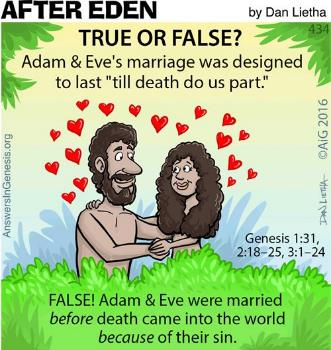 AFTER EDEN by Dan Lietha
434
TRUE OR FALSE?
Adam & Eve's marriage was designed
to last "till death do us part."
AnswersInGenesis.org
©AiG 2016
DAN LIETHA
Genesis 1:31,
2:18–25, 3:1–24
FALSE! Adam & Eve were married
before death came into the world
because of their sin.